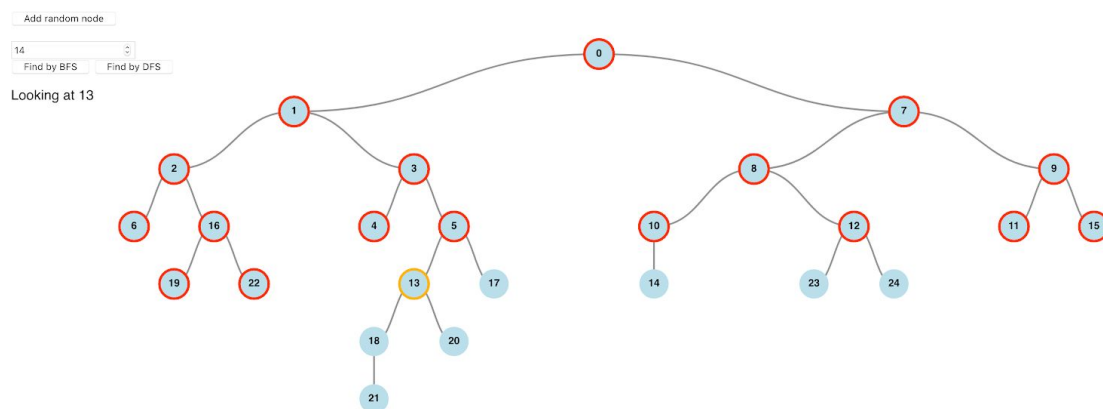 Add random node
14
Find by BFS Find by DFS
Looking at 13
0
1 7
2 3 8 9
6 16 4 5 10 12 11 15
19 22 13 17 14 23 24
18 20
21